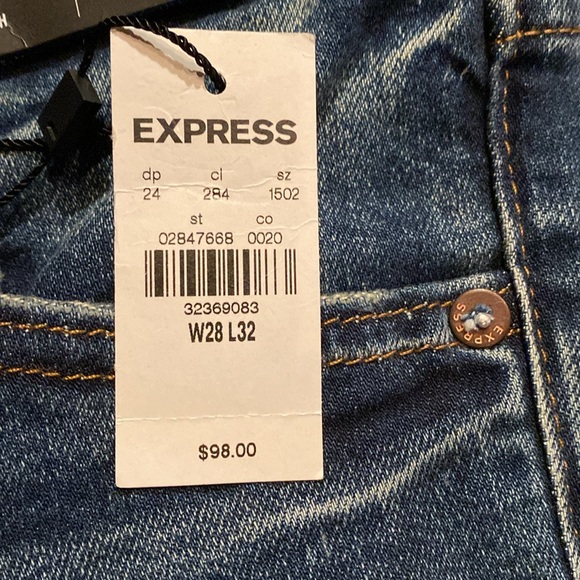 H
EXPRESS
dp cl sz
24 284 1502
st co
02847668 0020
32369083
W28 L32
$98.00
EXPRESS